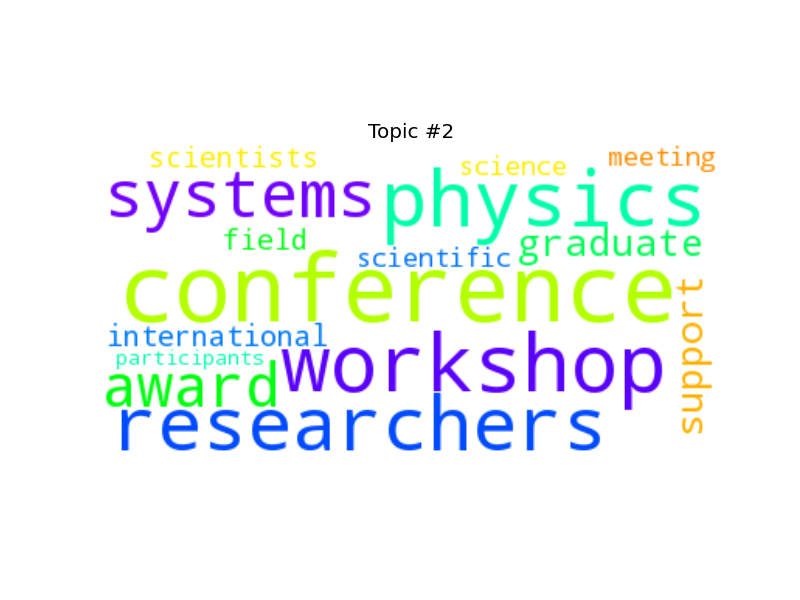 Topic #2
scientists
science
meeting
systems
physics
field
scientific
graduate
conference
support
international
participants
workshop
award
researchers